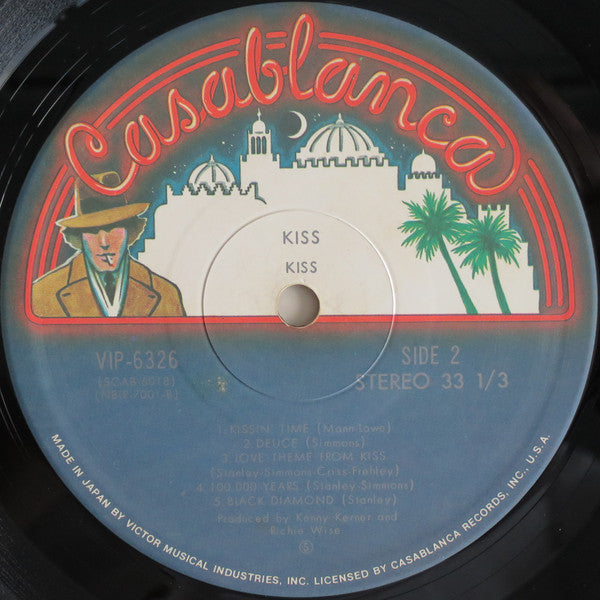 Casablanca
KISS
KISS
VIP-6326
SIDE 2
(SCAB-6018)
STEREO 33 1/3
(NBLP-7001-B)
1. KISSIN' TIME (Mann-Lowe)
2. DEUCE (Simmons)
3. LOVE THEME FROM KISS
(Stanley-Simmons-Criss-Frehley)
4. 100,000 YEARS (Stanley-Simmons)
5. BLACK DIAMOND (Stanley)
Produced by Kenny Kerner and
Richie Wise
Ⓢ
MADE IN JAPAN BY VICTOR MUSICAL INDUSTRIES, INC. LICENSED BY CASABLANCA RECORDS, INC., U.S.A.